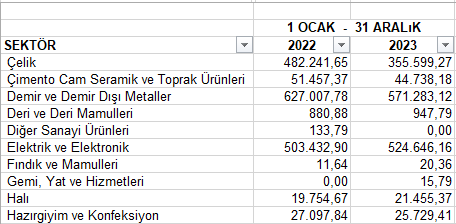 1 OCAK - 31 ARALıK
SEKTÖR 2022 2023
Çelik 482.241,65 355.599,27
Çimento Cam Seramik ve Toprak Ürünleri 51.457,37 44.738,18
Demir ve Demir Dışı Metaller 627.007,78 571.283,12
Deri ve Deri Mamulleri 880,88 947,79
Diğer Sanayi Ürünleri 133,79 0,00
Elektrik ve Elektronik 503.432,90 524.646,16
Fındık ve Mamulleri 11,64 20,36
Gemi, Yat ve Hizmetleri 0,00 15,79
Halı 19.754,67 21.455,37
Hazırgiyim ve Konfeksiyon 27.097,84 25.729,41